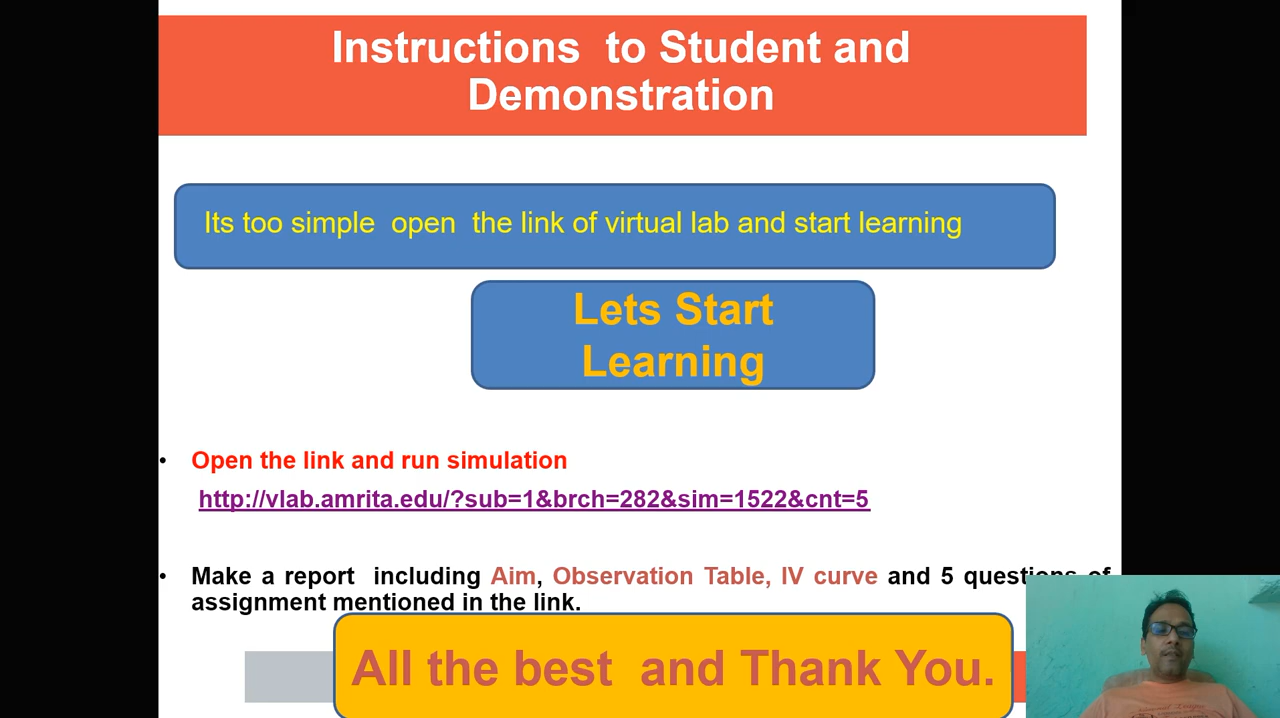 Instructions to Student and
Demonstration
Its too simple open the link of virtual lab and start learning
Lets Start
Learning
• Open the link and run simulation
http://vlab.amrita.edu/?sub=1&brch=282&sim=1522&cnt=5
• Make a report including Aim, Observation Table, IV curve and 5 questions of
assignment mentioned in the link.
All the best and Thank You.